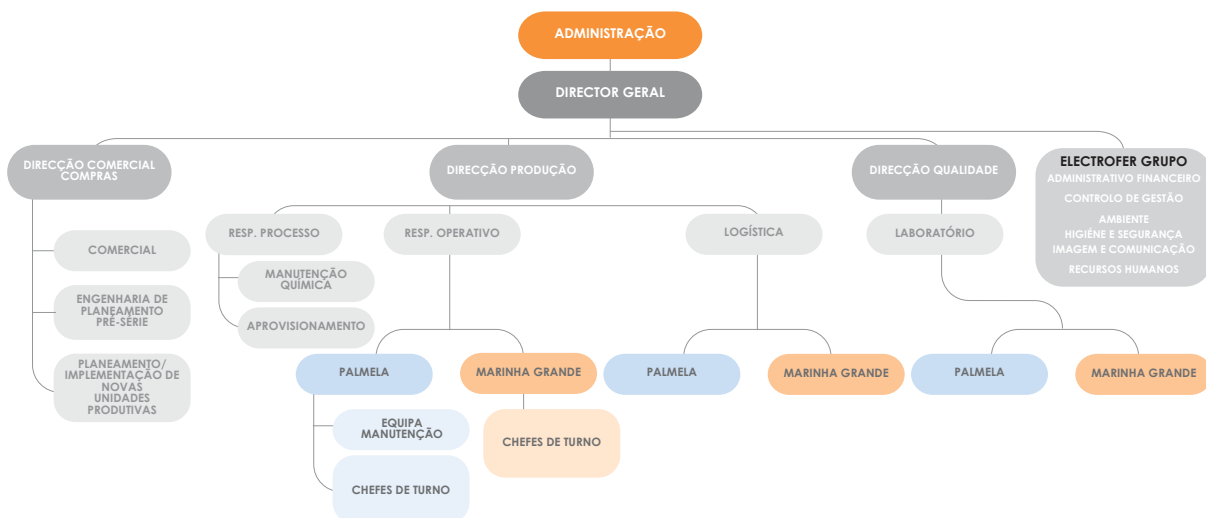 ADMINISTRAÇÃO
DIRECTOR GERAL
DIRECÇÃO COMERCIAL
COMPRAS
DIRECÇÃO PRODUÇÃO
DIRECÇÃO QUALIDADE
ELECTROFER GRUPO
ADMINISTRATIVO FINANCEIRO
CONTROLO DE GESTÃO
AMBIENTE
HIGIÉNE E SEGURANÇA
IMAGEM E COMUNICAÇÃO
RECURSOS HUMANOS
COMERCIAL
ENGENHARIA DE
PLANEAMENTO
PRÉ-SÉRIE
PLANEAMENTO/
IMPLEMENTAÇÃO DE
NOVAS
UNIDADES
PRODUTIVAS
RESP. PROCESSO
MANUTENÇÃO
QUÍMICA
APROVISIONAMENTO
RESP. OPERATIVO
PALMELA
EQUIPA
MANUTENÇÃO
CHEFES DE TURNO
MARINHA GRANDE
CHEFES DE TURNO
LOGÍSTICA
PALMELA
MARINHA GRANDE
LABORATÓRIO
PALMELA
MARINHA GRANDE